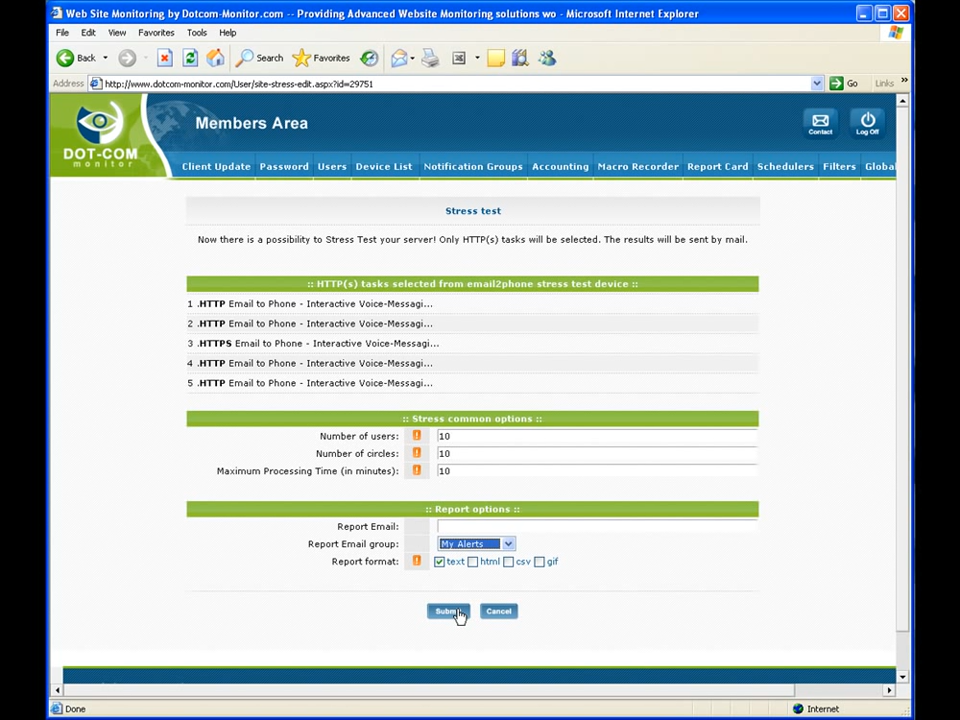 Web Site Monitoring by Dotcom-Monitor.com -- Providing Advanced Website Monitoring solutions wo - Microsoft Internet Explorer
File Edit View Favorites Tools Help
Back Search Favorites
Address http://www.dotcom-monitor.com/User/site-stress-edit.aspx?id=29751 Go Links »
DOT-COM
monitor
Members Area
Contact
Log Off
Client Update Password Users Device List Notification Groups Accounting Macro Recorder Report Card Schedulers Filters Global
Stress test
Now there is a possibility to Stress Test your server! Only HTTP(s) tasks will be selected. The results will be sent by mail.
:: HTTP(s) tasks selected from email2phone stress test device ::
1 .HTTP Email to Phone - Interactive Voice-Messagi...
2 .HTTP Email to Phone - Interactive Voice-Messagi...
3 .HTTPS Email to Phone - Interactive Voice-Messagi...
4 .HTTP Email to Phone - Interactive Voice-Messagi...
5 .HTTP Email to Phone - Interactive Voice-Messagi...
:: Stress common options ::
Number of users: ! 10
Number of circles: ! 10
Maximum Processing Time (in minutes): ! 10
:: Report options ::
Report Email:
Report Email group: My Alerts
Report format: ! text html csv gif
Submit Cancel
Done Internet